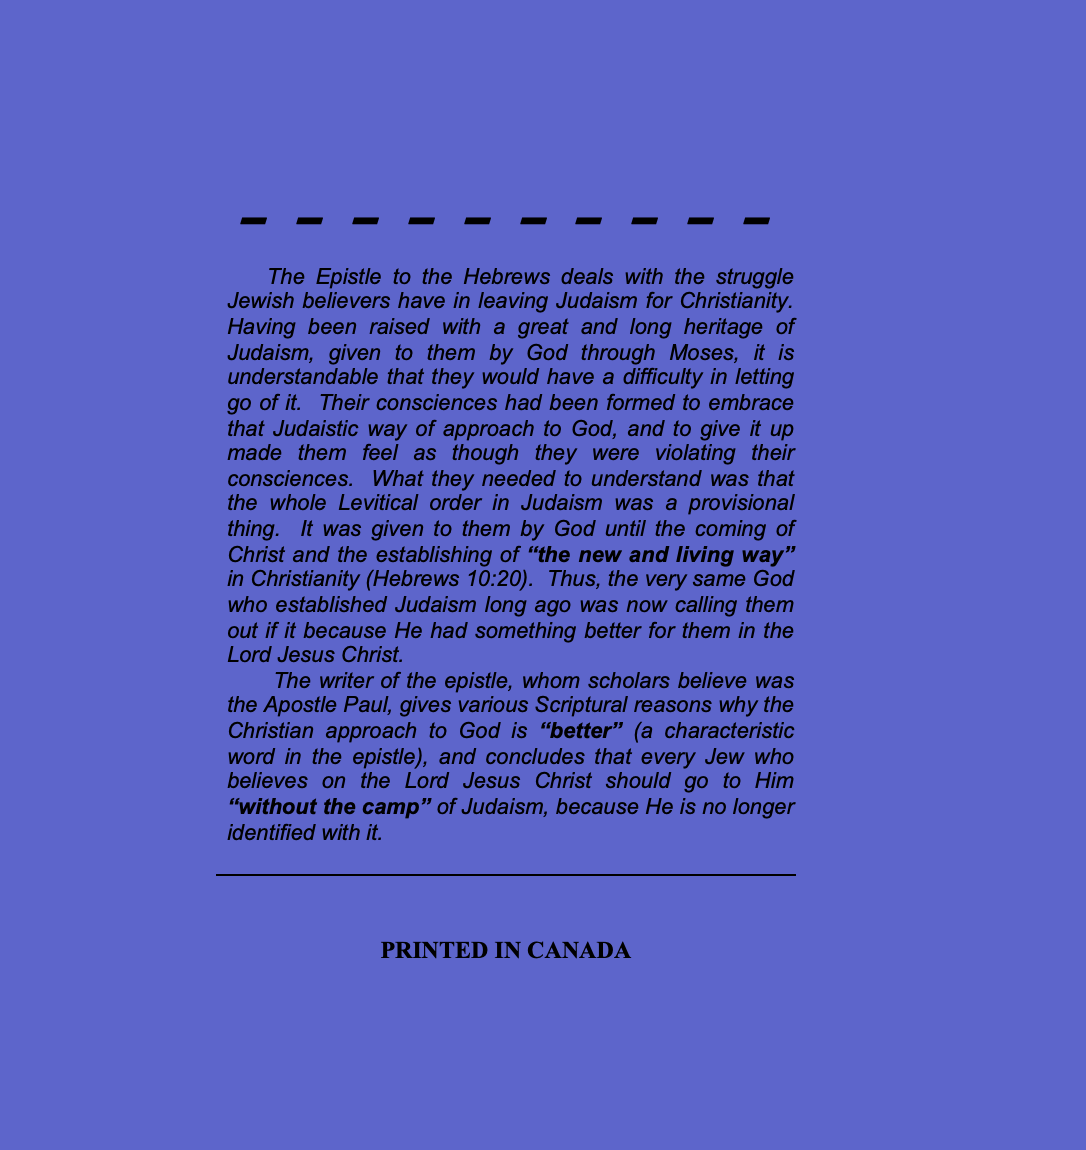 – – – – – – – – – –
The Epistle to the Hebrews deals with the struggle
Jewish believers have in leaving Judaism for Christianity.
Having been raised with a great and long heritage of
Judaism, given to them by God through Moses, it is
understandable that they would have a difficulty in letting
go of it. Their consciences had been formed to embrace
that Judaistic way of approach to God, and to give it up
made them feel as though they were violating their
consciences. What they needed to understand was that
the whole Levitical order in Judaism was a provisional
thing. It was given to them by God until the coming of
Christ and the establishing of “the new and living way”
in Christianity (Hebrews 10:20). Thus, the very same God
who established Judaism long ago was now calling them
out if it because He had something better for them in the
Lord Jesus Christ.
The writer of the epistle, whom scholars believe was
the Apostle Paul, gives various Scriptural reasons why the
Christian approach to God is “better” (a characteristic
word in the epistle), and concludes that every Jew who
believes on the Lord Jesus Christ should go to Him
“without the camp” of Judaism, because He is no longer
identified with it.
PRINTED IN CANADA